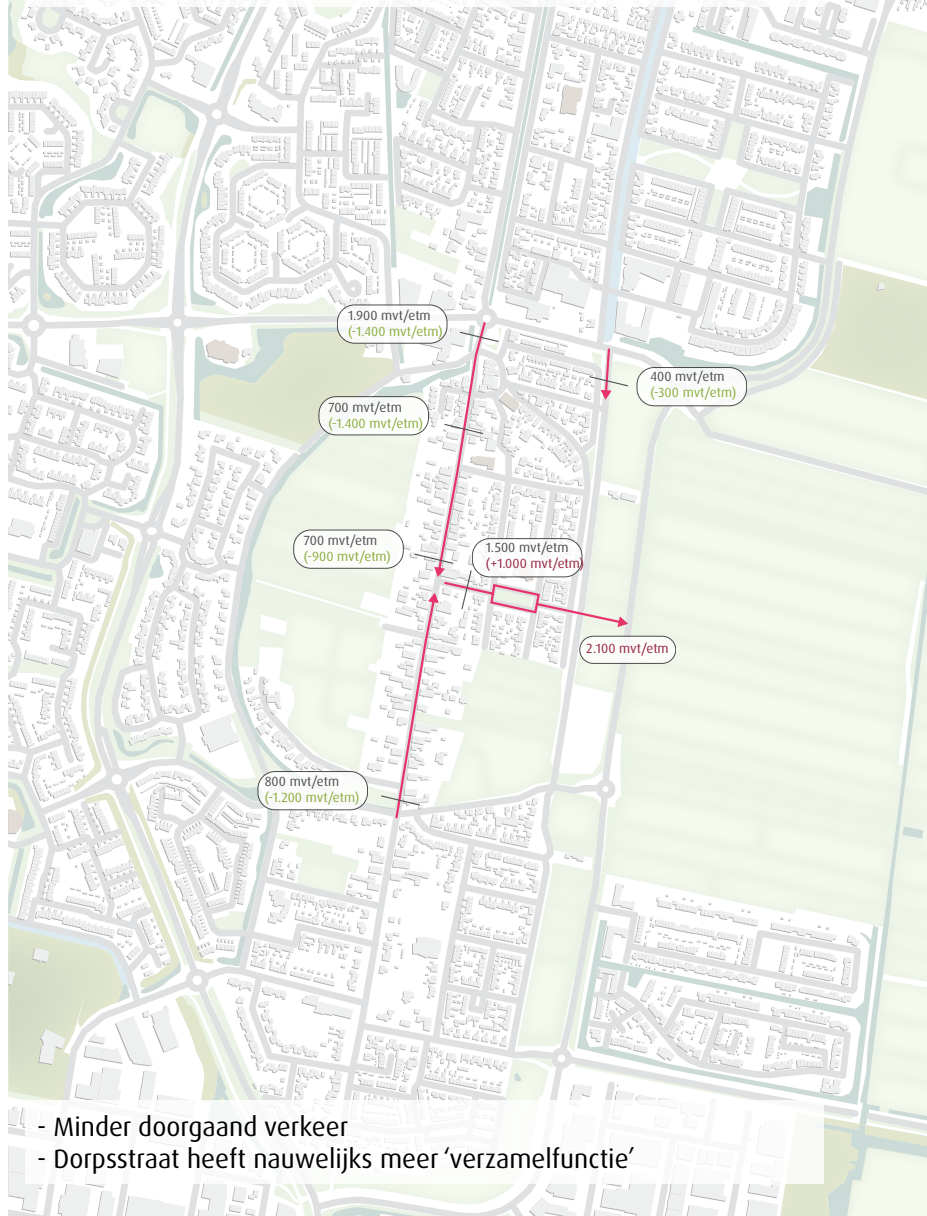 1.900 mvt/etm
(-1.400 mvt/etm)
400 mvt/etm
(-300 mvt/etm)
700 mvt/etm
(-1.400 mvt/etm)
700 mvt/etm
(-900 mvt/etm)
1.500 mvt/etm
(+1.000 mvt/etm)
2.100 mvt/etm
800 mvt/etm
(-1.200 mvt/etm)
- Minder doorgaand verkeer
- Dorpsstraat heeft nauwelijks meer ‘verzamelfunctie’